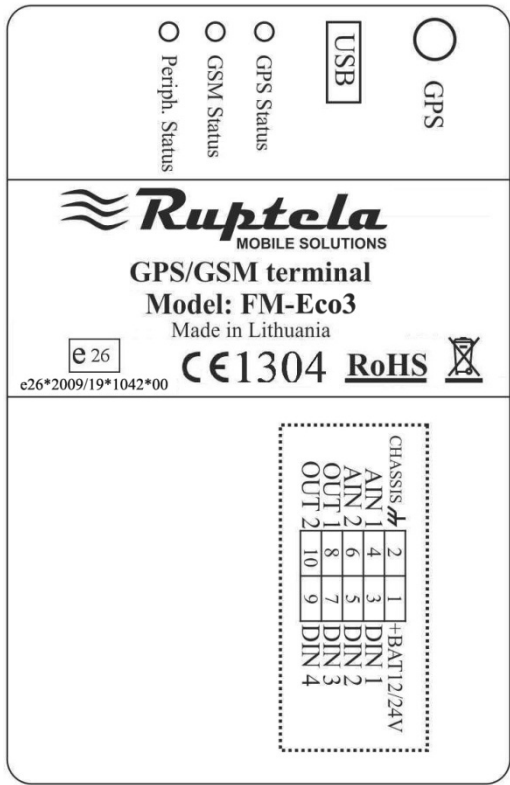 Periph. Status
GSM Status
GPS Status
USB
GPS
Ruptela
MOBILE SOLUTIONS
GPS/GSM terminal
Model: FM-Eco3
Made in Lithuania
e 26
e26*2009/19*1042*00
CE1304 RoHS
CHASSIS 2 1 +BAT12/24V
AIN 1 4 3 DIN 1
AIN 2 6 5 DIN 2
OUT 1 8 7 DIN 3
OUT 2 10 9 DIN 4